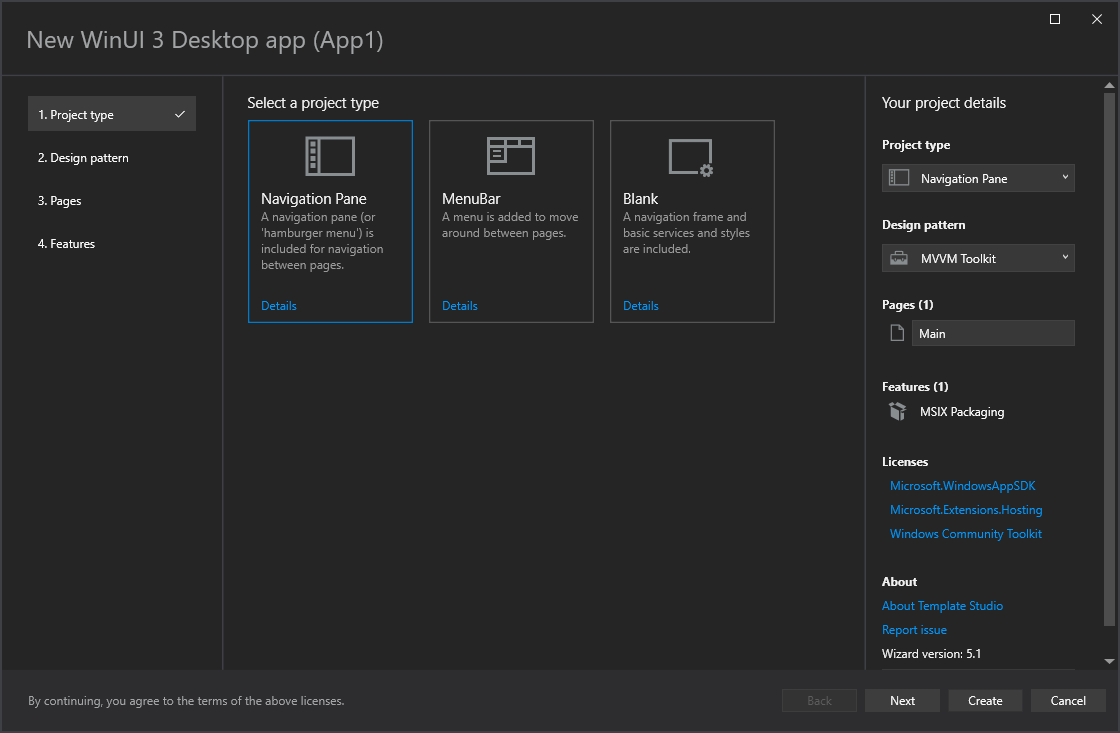 New WinUI 3 Desktop app (App1)
1. Project type
2. Design pattern
3. Pages
4. Features
Select a project type
Navigation Pane
A navigation pane (or
'hamburger menu') is
included for navigation
between pages.
Details
MenuBar
A menu is added to move
around between pages.
Details
Blank
A navigation frame and
basic services and styles
are included.
Details
Your project details
Project type
Navigation Pane
Design pattern
MVVM Toolkit
Pages (1)
Main
Features (1)
MSIX Packaging
Licenses
Microsoft.WindowsAppSDK
Microsoft.Extensions.Hosting
Windows Community Toolkit
About
About Template Studio
Report issue
Wizard version: 5.1
By continuing, you agree to the terms of the above licenses.
Back
Next
Create
Cancel